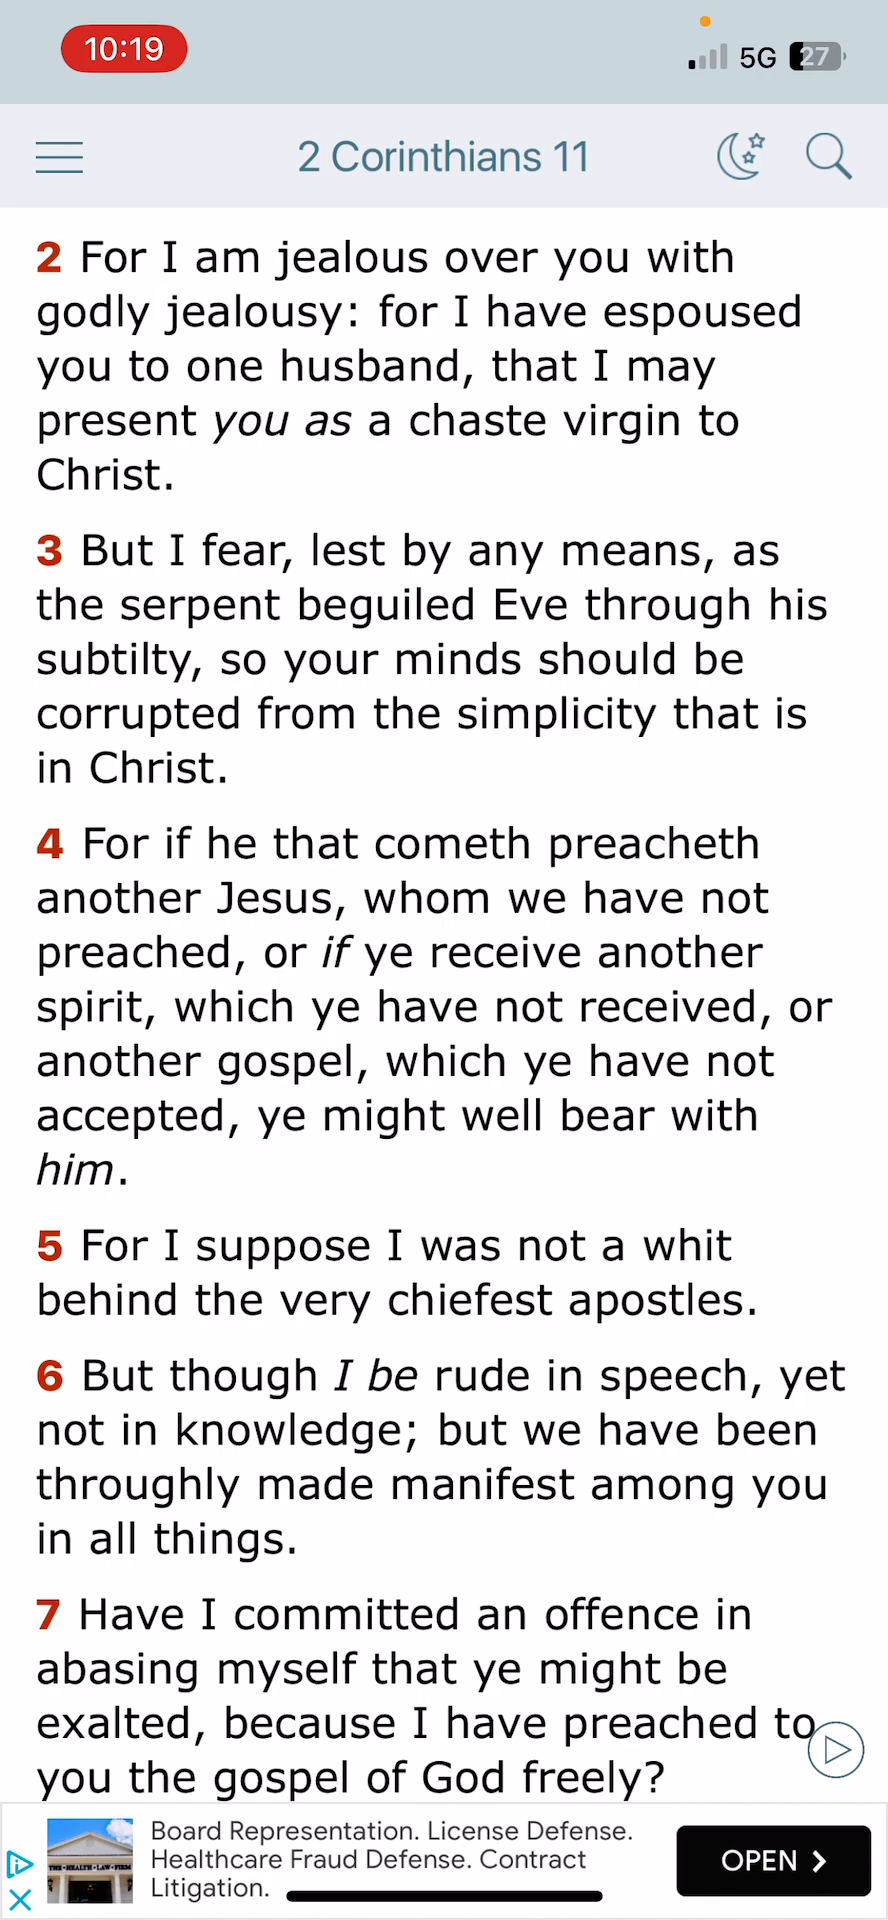 10:19
5G 27
2 Corinthians 11
2 For I am jealous over you with
godly jealousy: for I have espoused
you to one husband, that I may
present you as a chaste virgin to
Christ.
3 But I fear, lest by any means, as
the serpent beguiled Eve through his
subtilty, so your minds should be
corrupted from the simplicity that is
in Christ.
4 For if he that cometh preacheth
another Jesus, whom we have not
preached, or if ye receive another
spirit, which ye have not received, or
another gospel, which ye have not
accepted, ye might well bear with
him.
5 For I suppose I was not a whit
behind the very chiefest apostles.
6 But though I be rude in speech, yet
not in knowledge; but we have been
throughly made manifest among you
in all things.
7 Have I committed an offence in
abasing myself that ye might be
exalted, because I have preached to
you the gospel of God freely?
THE HEALTH LAW FIRM
Board Representation. License Defense.
Healthcare Fraud Defense. Contract
Litigation.
OPEN